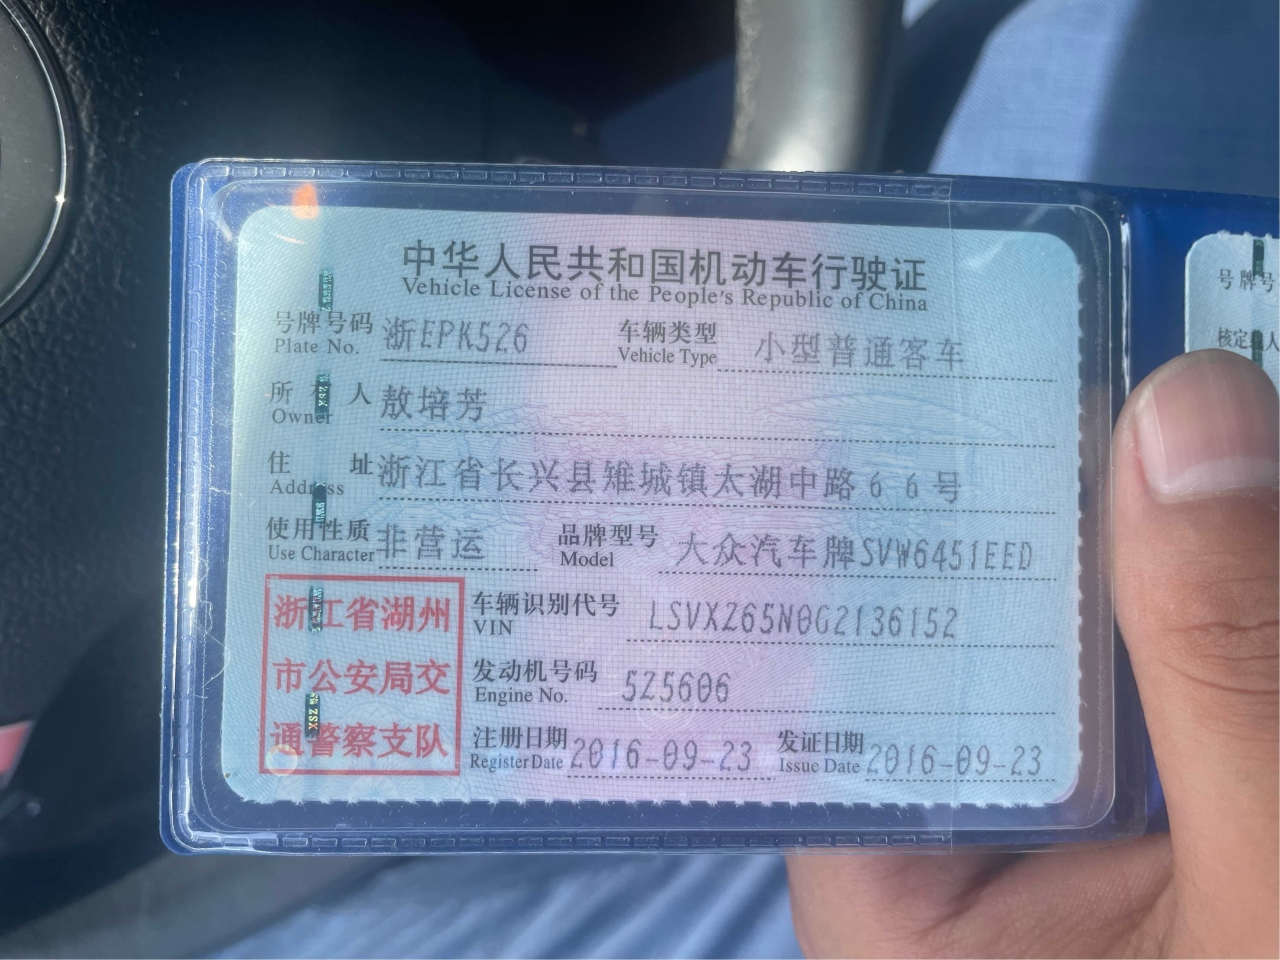 中华人民共和国机动车行驶证
Vehicle License of the People's Republic of China
号牌号码 浙EPK526 车辆类型 小型普通客车
Plate No. Vehicle Type
所有人 敖培芳
Owner
住址 浙江省长兴县雉城镇太湖中路66号
Address
使用性质 非营运 品牌型号 大众汽车牌SVW6451EED
Use Character Model
浙江省湖州
市公安局交
通警察支队
车辆识别代号 LSVXZ65N0G2136152
VIN
发动机号码 5Z5606
Engine No.
注册日期 2016-09-23 发证日期 2016-09-23
Register Date Issue Date
号牌号
核定 人